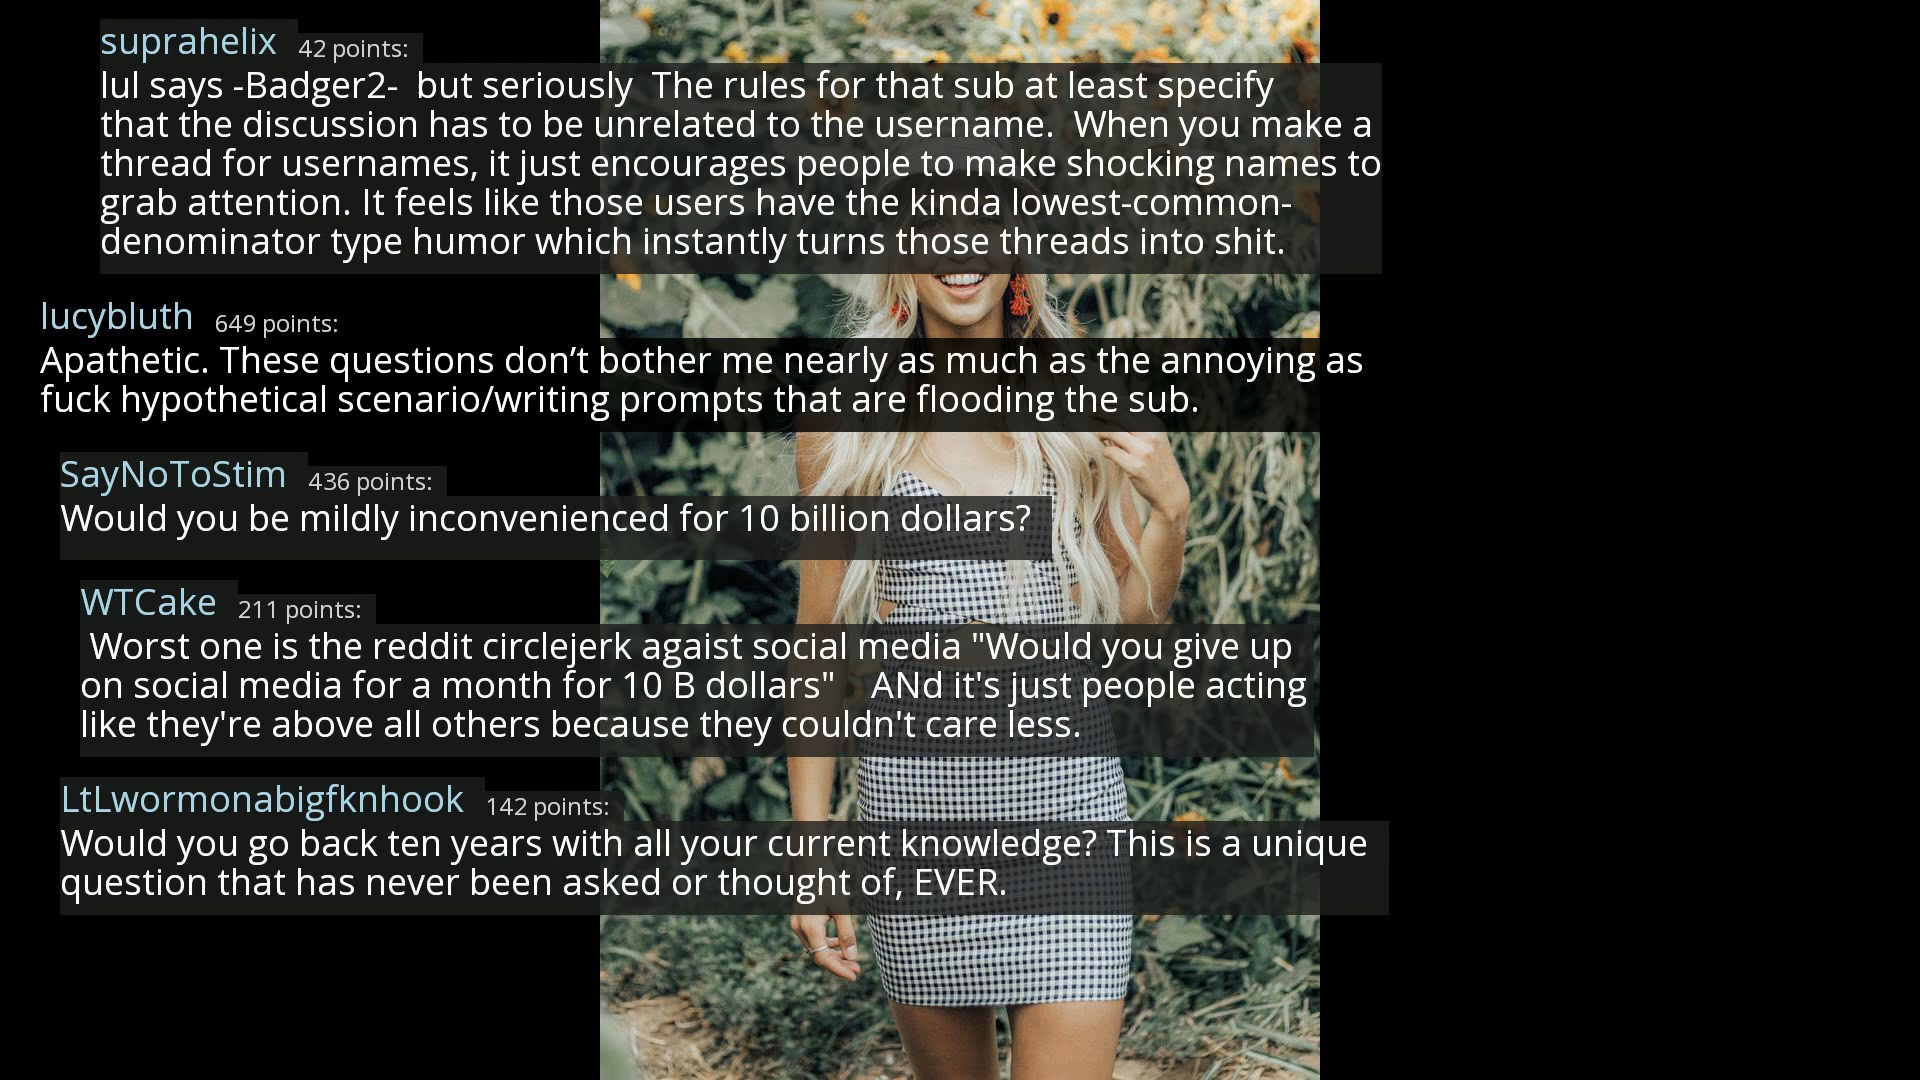 suprahelix 42 points:
lul says -Badger2-  but seriously  The rules for that sub at least specify
that the discussion has to be unrelated to the username.  When you make a
thread for usernames, it just encourages people to make shocking names to
grab attention. It feels like those users have the kinda lowest-common-
denominator type humor which instantly turns those threads into shit.
lucybluth 649 points:
Apathetic. These questions don’t bother me nearly as much as the annoying as
fuck hypothetical scenario/writing prompts that are flooding the sub.
SayNoToStim 436 points:
Would you be mildly inconvenienced for 10 billion dollars?
WTCake 211 points:
Worst one is the reddit circlejerk agaist social media "Would you give up
on social media for a month for 10 B dollars"    ANd it's just people acting
like they're above all others because they couldn't care less.
LtLwormonabigfknhook 142 points:
Would you go back ten years with all your current knowledge? This is a unique
question that has never been asked or thought of, EVER.